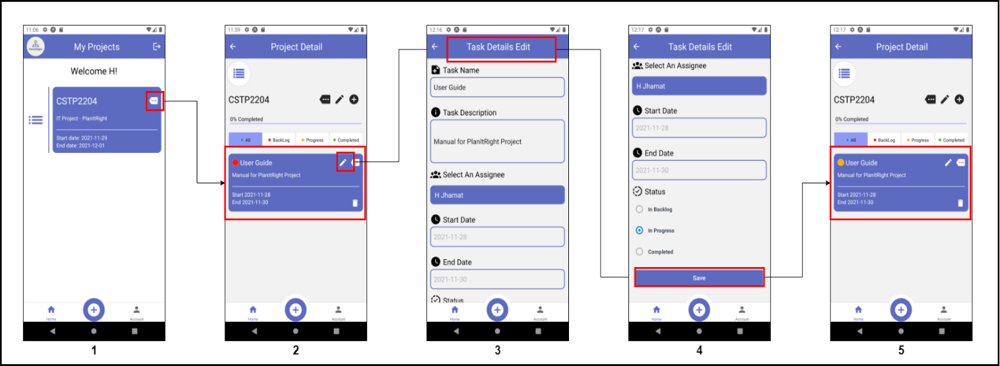 11:06
My Projects
PlanItRight
Welcome H!
CSTP2204
IT Project - PlanItRight
Start date: 2021-11-29
End date: 2021-12-01
Home
Account
1
11:59
Project Detail
CSTP2204
0% Completed
All BackLog Progress Completed
User Guide
Manual for PlanItRight Project
Start 2021-11-28
End 2021-11-30
Home
Account
2
12:16
Task Details Edit
Task Name
User Guide
Task Description
Manual for PlanItRight Project
Select An Assignee
H Jhamat
Start Date
2021-11-28
End Date
2021-11-30
Status
Home
Account
3
12:17
Task Details Edit
Select An Assignee
H Jhamat
Start Date
2021-11-28
End Date
2021-11-30
Status
In Backlog
In Progress
Completed
Save
Home
Account
4
12:17
Project Detail
CSTP2204
0% Completed
All BackLog Progress Completed
User Guide
Manual for PlanItRight Project
Start 2021-11-28
End 2021-11-30
Home
Account
5